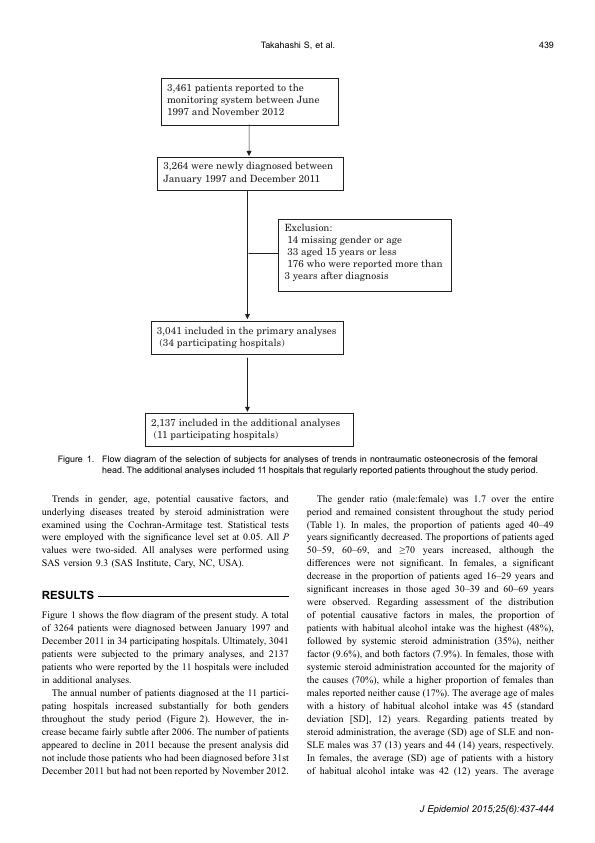 Takahashi S, et al.
439
3,461 patients reported to the
monitoring system between June
1997 and November 2012
3,264 were newly diagnosed between
January 1997 and December 2011
Exclusion:
14 missing gender or age
33 aged 15 years or less
176 who were reported more than
3 years after diagnosis
3,041 included in the primary analyses
(34 participating hospitals)
2,137 included in the additional analyses
(11 participating hospitals)
Figure 1. Flow diagram of the selection of subjects for analyses of trends in nontraumatic osteonecrosis of the femoral
head. The additional analyses included 11 hospitals that regularly reported patients throughout the study period.
Trends in gender, age, potential causative factors, and
underlying diseases treated by steroid administration were
examined using the Cochran-Armitage test. Statistical tests
were employed with the significance level set at 0.05. All P
values were two-sided. All analyses were performed using
SAS version 9.3 (SAS Institute, Cary, NC, USA).
RESULTS
Figure 1 shows the flow diagram of the present study. A total
of 3264 patients were diagnosed between January 1997 and
December 2011 in 34 participating hospitals. Ultimately, 3041
patients were subjected to the primary analyses, and 2137
patients who were reported by the 11 hospitals were included
in additional analyses.
The annual number of patients diagnosed at the 11 partici-
pating hospitals increased substantially for both genders
throughout the study period (Figure 2). However, the in-
crease became fairly subtle after 2006. The number of patients
appeared to decline in 2011 because the present analysis did
not include those patients who had been diagnosed before 31st
December 2011 but had not been reported by November 2012.
The gender ratio (male:female) was 1.7 over the entire
period and remained consistent throughout the study period
(Table 1). In males, the proportion of patients aged 40–49
years significantly decreased. The proportions of patients aged
50–59, 60–69, and ≥70 years increased, although the
differences were not significant. In females, a significant
decrease in the proportion of patients aged 16–29 years and
significant increases in those aged 30–39 and 60–69 years
were observed. Regarding assessment of the distribution
of potential causative factors in males, the proportion of
patients with habitual alcohol intake was the highest (48%),
followed by systemic steroid administration (35%), neither
factor (9.6%), and both factors (7.9%). In females, those with
systemic steroid administration accounted for the majority of
the causes (70%), while a higher proportion of females than
males reported neither cause (17%). The average age of males
with a history of habitual alcohol intake was 45 (standard
deviation [SD], 12) years. Regarding patients treated by
steroid administration, the average (SD) age of SLE and non-
SLE males was 37 (13) years and 44 (14) years, respectively.
In females, the average (SD) age of patients with a history
of habitual alcohol intake was 42 (12) years. The average
J Epidemiol 2015;25(6):437-444